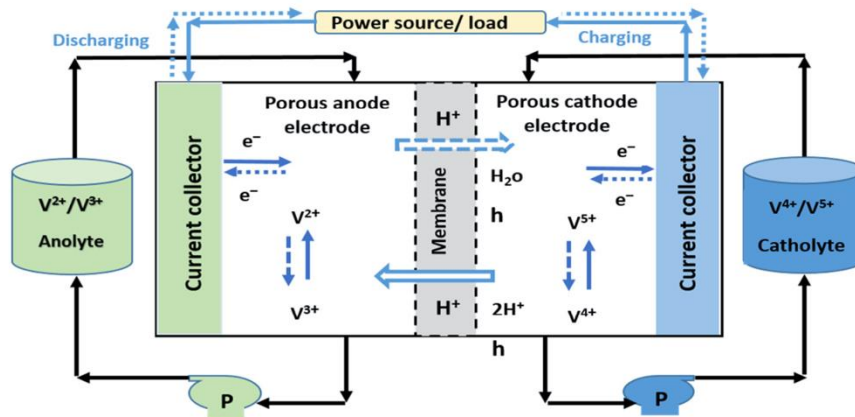 Power source/ load
Discharging
Charging
Porous anode
electrode
H⁺
Porous cathode
electrode
Current collector
e⁻
e⁻
Membrane
H₂o
h
e⁻
e⁻
Current collector
V²⁺/V³⁺
Anolyte
V²⁺
V³⁺
V⁵⁺
V⁴⁺
V⁴⁺/V⁵⁺
Catholyte
H⁺
2H⁺
h
P
P